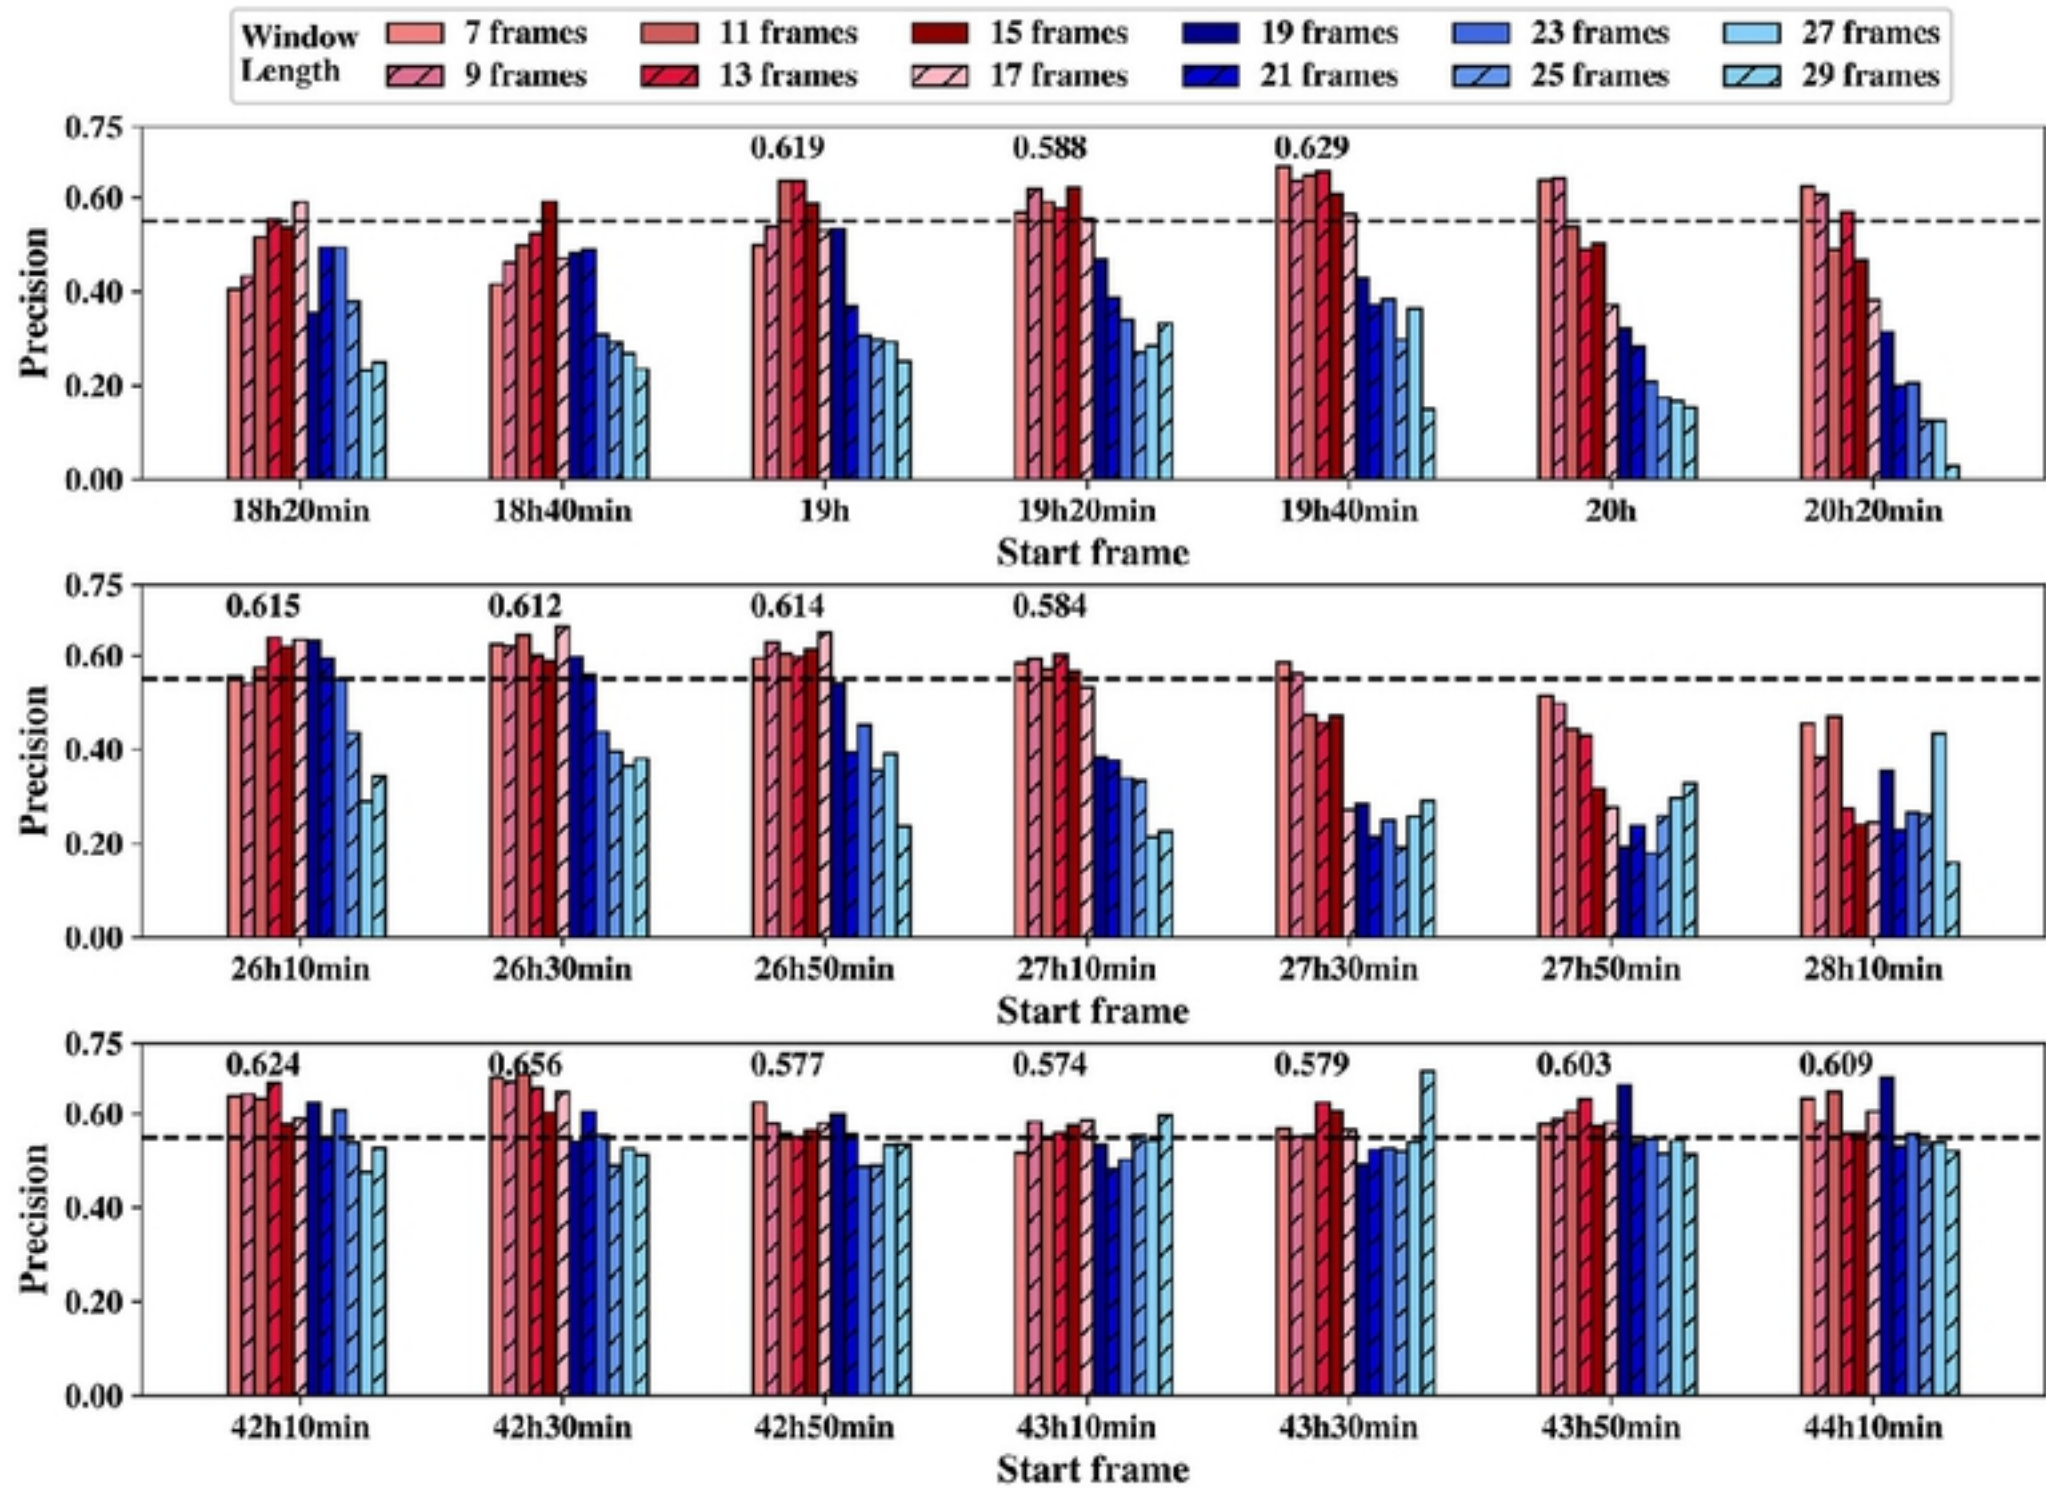 Window Length
7 frames 11 frames 15 frames 19 frames 23 frames 27 frames
9 frames 13 frames 17 frames 21 frames 25 frames 29 frames
0.75
0.619 0.588 0.629
0.60
0.40
0.20
0.00
Precision
18h20min 18h40min 19h 19h20min 19h40min 20h 20h20min
Start frame
0.75
0.615 0.612 0.614 0.584
0.60
0.40
0.20
0.00
Precision
26h10min 26h30min 26h50min 27h10min 27h30min 27h50min 28h10min
Start frame
0.75
0.624 0.656 0.577 0.574 0.579 0.603 0.609
0.60
0.40
0.20
0.00
Precision
42h10min 42h30min 42h50min 43h10min 43h30min 43h50min 44h10min
Start frame